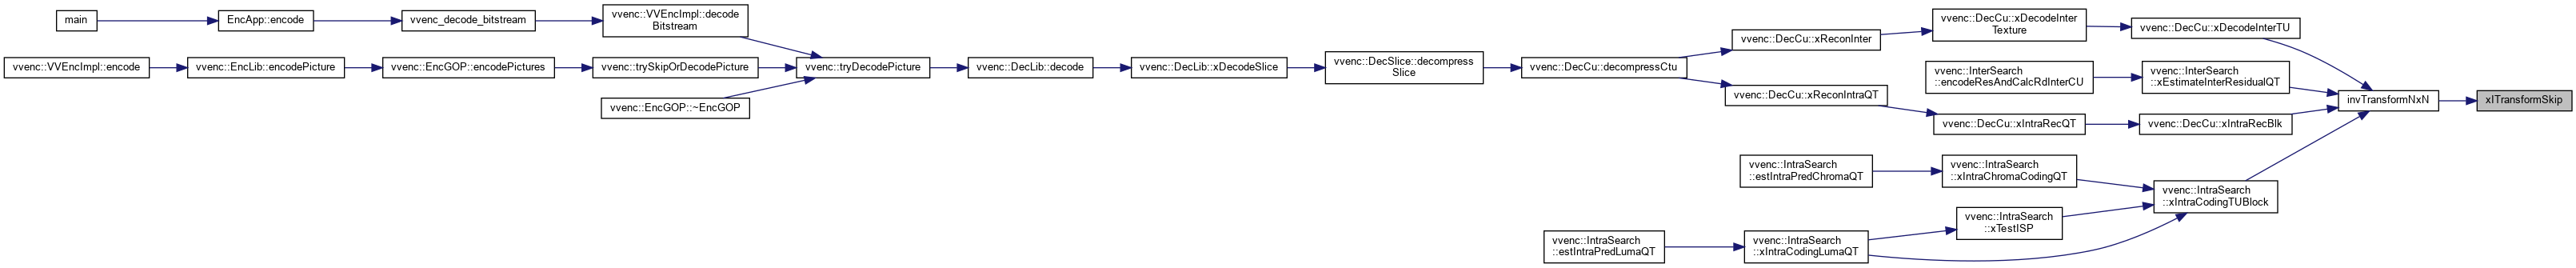 main
EncApp::encode
vvenc_decode_bitstream
vvenc::VVEncImpl::decode
Bitstream
vvenc::VVEncImpl::encode
vvenc::EncLib::encodePicture
vvenc::EncGOP::encodePictures
vvenc::trySkipOrDecodePicture
vvenc::EncGOP::~EncGOP
vvenc::tryDecodePicture
vvenc::DecLib::decode
vvenc::DecLib::xDecodeSlice
vvenc::DecSlice::decompress
Slice
vvenc::DecCu::decompressCtu
vvenc::DecCu::xReconInter
vvenc::DecCu::xDecodeInter
Texture
vvenc::DecCu::xDecodeInterTU
vvenc::InterSearch
::encodeResAndCalcRdInterCU
vvenc::InterSearch
::xEstimateInterResidualQT
vvenc::DecCu::xReconIntraQT
vvenc::DecCu::xIntraRecQT
vvenc::DecCu::xIntraRecBlk
invTransformNxN
xITransformSkip
vvenc::IntraSearch
::estIntraPredChromaQT
vvenc::IntraSearch
::xIntraChromaCodingQT
vvenc::IntraSearch
::xIntraCodingTUBlock
vvenc::IntraSearch
::xTestISP
vvenc::IntraSearch
::estIntraPredLumaQT
vvenc::IntraSearch
::xIntraCodingLumaQT